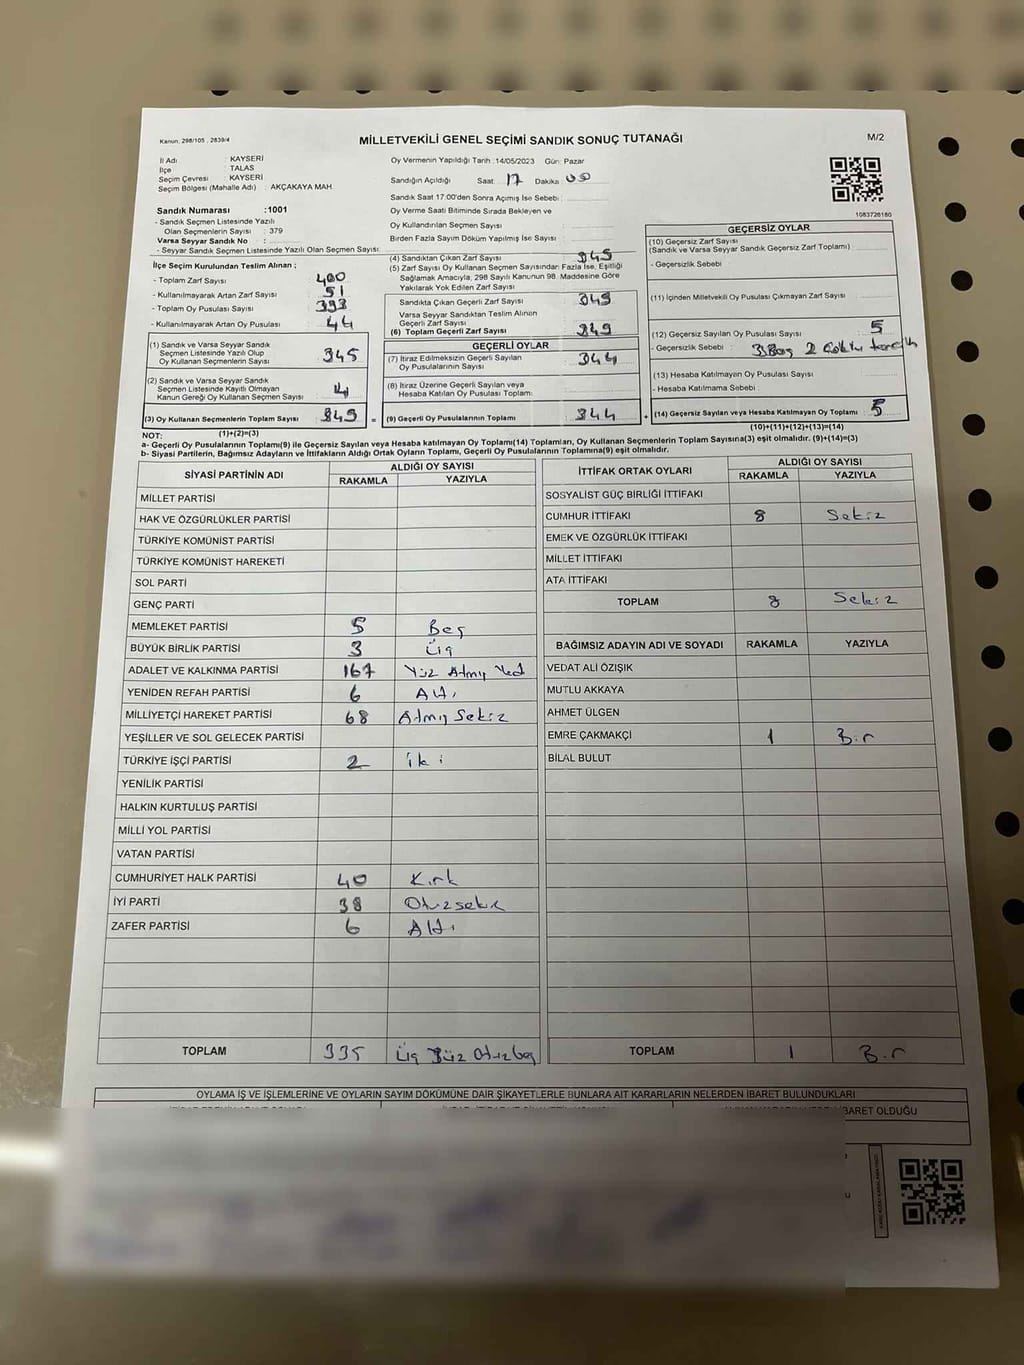 Kanun, 298/105 , 2839/4
MİLLETVEKİLİ GENEL SEÇİMİ SANDIK SONUÇ TUTANAĞI
M/2
İl Adı : KAYSERİ
İlçe : TALAS
Seçim Çevresi : KAYSERİ
Seçim Bölgesi (Mahalle Adı) : AKÇAKAYA MAH.
Sandık Numarası :1001
- Sandık Seçmen Listesinde Yazılı
Olan Seçmenlerin Sayısı : 379
Varsa Seyyar Sandık No :
- Seyyar Sandık Seçmen Listesinde Yazılı Olan Seçmen Sayısı:
Oy Vermenin Yapıldığı Tarih :14/05/2023 Gün: Pazar
Sandığın Açıldığı Saat 17 Dakika 00
Sandık Saat 17:00'den Sonra Açımış İse Sebebi
Oy Verme Saati Bitiminde Sırada Bekleyen ve
Oy Kullandırılan Seçmen Sayısı
Birden Fazla Sayım Döküm Yapılmış İse Sayısı :
1083726180
İlçe Seçim Kurulundan Teslim Alınan ;
- Toplam Zarf Sayısı 400
- Kullanılmayarak Artan Zarf Sayısı 51
- Toplam Oy Pusulası Sayısı 393
- Kullanılmayarak Artan Oy Pusulası 44
(1) Sandık ve Varsa Seyyar Sandık
Seçmen Listesinde Yazılı Olup
Oy Kullanan Seçmenlerin Sayısı 345
(2) Sandık ve Varsa Seyyar Sandık
Seçmen Listesinde Kayıtlı Olmayan
Kanun Gereği Oy Kullanan Seçmen Sayısı 4
(3) Oy Kullanan Seçmenlerin Toplam Sayısı 349 =
(4) Sandıktan Çıkan Zarf Sayısı 349
(5) Zarf Sayısı Oy Kullanan Seçmen Sayısından Fazla İse, Eşitliği
Sağlamak Amacıyla, 298 Sayılı Kanunun 98. Maddesine Göre
Yakılarak Yok Edilen Zarf Sayısı
Sandıkta Çıkan Geçerli Zarf Sayısı 349
Varsa Seyyar Sandıktan Teslim Alınan
Geçerli Zarf Sayısı
(6) Toplam Geçerli Zarf Sayısı 349
GEÇERLİ OYLAR
(7) İtiraz Edilmeksizin Geçerli Sayılan
Oy Pusulalarının Sayısı 344
(8) İtiraz Üzerine Geçerli Sayılan veya
Hesaba Katılan Oy Pusulası Toplamı
(9) Geçerli Oy Pusulalarının Toplamı 344 +
GEÇERSİZ OYLAR
(10) Geçersiz Zarf Sayısı
(Sandık ve Varsa Seyyar Sandık Geçersiz Zarf Toplamı)
- Geçersizlik Sebebi :
(11) İçinden Milletvekili Oy Pusulası Çıkmayan Zarf Sayısı
(12) Geçersiz Sayılan Oy Pusulası Sayısı 5
- Geçersizlik Sebebi : 3 Boş 2 Çoklu tercih
(13) Hesaba Katılmayan Oy Pusulası Sayısı
- Hesaba Katılmama Sebebi :
(14) Geçersiz Sayılan veya Hesaba Katılmayan Oy Toplamı 5
(10)+(11)+(12)+(13)=(14)
NOT: (1)+(2)=(3)
a- Geçerli Oy Pusulalarının Toplamı(9) ile Geçersiz Sayılan veya Hesaba katılmayan Oy Toplamı(14) Toplamları, Oy Kullanan Seçmenlerin Toplam Sayısına(3) eşit olmalıdır. (9)+(14)=(3)
b- Siyasi Partilerin, Bağımsız Adayların ve İttifakların Aldığı Ortak Oyların Toplamı, Geçerli Oy Pusulalarının Toplamına(9) eşit olmalıdır.
SİYASİ PARTİNİN ADI ALDIĞI OY SAYISI
RAKAMLA YAZIYLA
MİLLET PARTİSİ
HAK VE ÖZGÜRLÜKLER PARTİSİ
TÜRKİYE KOMÜNİST PARTİSİ
TÜRKİYE KOMÜNİST HAREKETİ
SOL PARTİ
GENÇ PARTİ
MEMLEKET PARTİSİ 5 Beş
BÜYÜK BİRLİK PARTİSİ 3 Üç
ADALET VE KALKINMA PARTİSİ 167 Yüz Atmış Yedi
YENİDEN REFAH PARTİSİ 6 Altı
MİLLİYETÇİ HAREKET PARTİSİ 68 Atmış Sekiz
YEŞİLLER VE SOL GELECEK PARTİSİ
TÜRKİYE İŞÇİ PARTİSİ 2 iki
YENİLİK PARTİSİ
HALKIN KURTULUŞ PARTİSİ
MİLLİ YOL PARTİSİ
VATAN PARTİSİ
CUMHURİYET HALK PARTİSİ 40 Kırk
İYİ PARTİ 38 Otuzsekiz
ZAFER PARTİSİ 6 Altı
TOPLAM 335 Üç Yüz Otuzbeş
İTTİFAK ORTAK OYLARI ALDIĞI OY SAYISI
RAKAMLA YAZIYLA
SOSYALİST GÜÇ BİRLİĞİ İTTİFAKI
CUMHUR İTTİFAKI 8 Sekiz
EMEK VE ÖZGÜRLÜK İTTİFAKI
MİLLET İTTİFAKI
ATA İTTİFAKI
TOPLAM 8 Sekiz
BAĞIMSIZ ADAYIN ADI VE SOYADI RAKAMLA YAZIYLA
VEDAT ALİ ÖZIŞIK
MUTLU AKKAYA
AHMET ÜLGEN
EMRE ÇAKMAKÇİ 1 Bir
BİLAL BULUT
TOPLAM 1 Bir
OYLAMA İŞ VE İŞLEMLERİNE VE OYLARIN SAYIM DÖKÜMÜNE DAİR ŞİKAYETLERLE BUNLARA AİT KARARLARIN NELERDEN İBARET BULUNDUKLARI
İBARET OLDUĞU